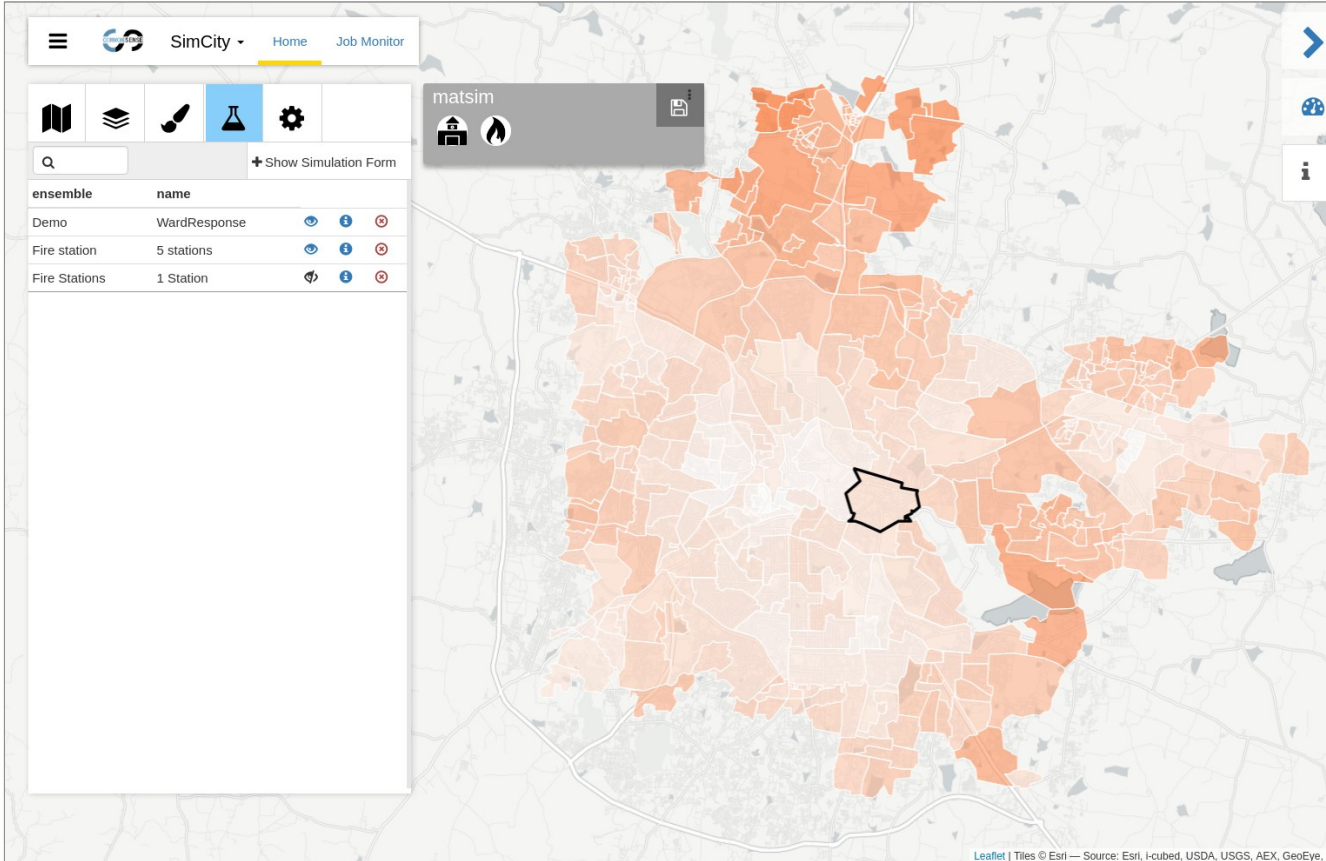 COMMONSENSE
SimCity
Home
Job Monitor
matsim
Show Simulation Form
ensemble name
Demo WardResponse
Fire station 5 stations
Fire Stations 1 Station
Leaflet | Tiles © Esri — Source: Esri, i-cubed, USDA, USGS, AEX, GeoEye,